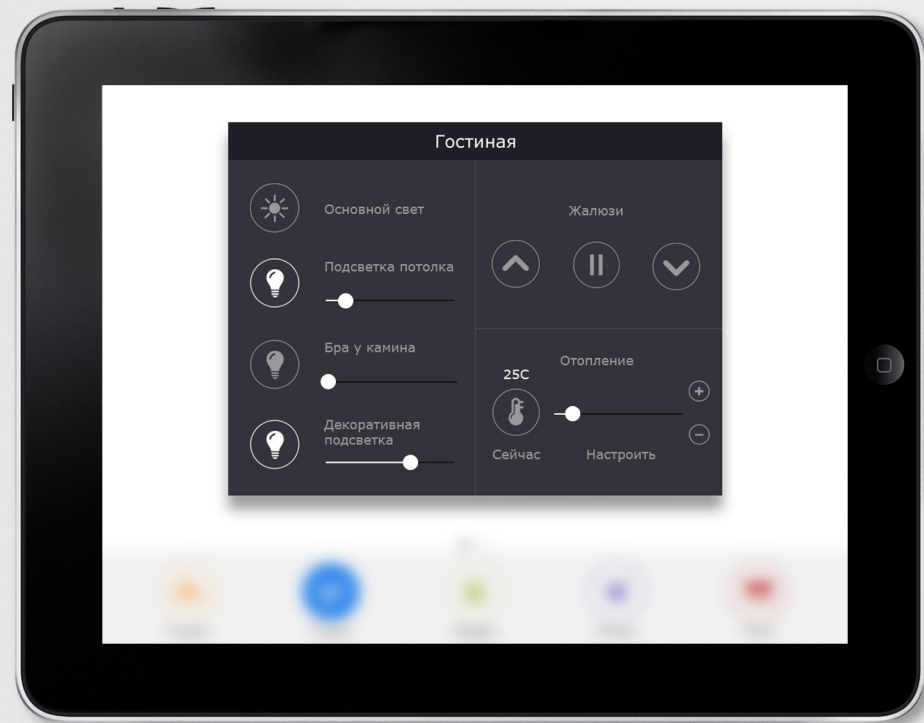 Гостиная
Основной свет
Подсветка потолка
Бра у камина
Декоративная
подсветка
Жалюзи
Отопление
25C
Сейчас
Настроить